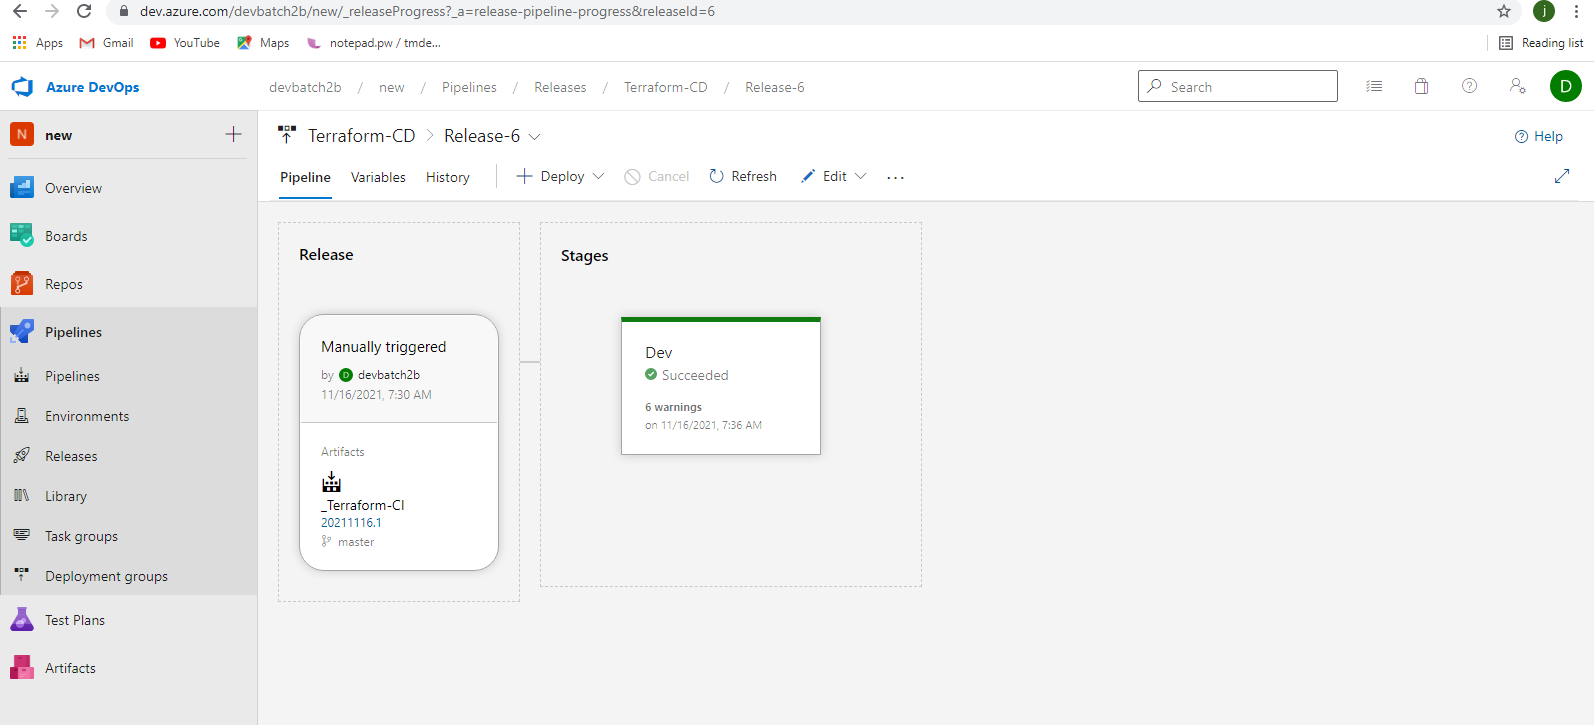 dev.azure.com/devbatch2b/new/_releaseProgress?_a=release-pipeline-progress&releaseId=6
j
Apps Gmail YouTube Maps notepad.pw / tmde... Reading list
Azure DevOps devbatch2b / new / Pipelines / Releases / Terraform-CD / Release-6 Search D
N new
Terraform-CD Release-6 Help
Pipeline Variables History Deploy Cancel Refresh Edit ...
Overview
Boards
Repos
Pipelines
Pipelines
Environments
Releases
Library
Task groups
Deployment groups
Test Plans
Artifacts
Release
Manually triggered
by D devbatch2b
11/16/2021, 7:30 AM
Artifacts
_Terraform-CI
20211116.1
master
Stages
Dev
Succeeded
6 warnings
on 11/16/2021, 7:36 AM